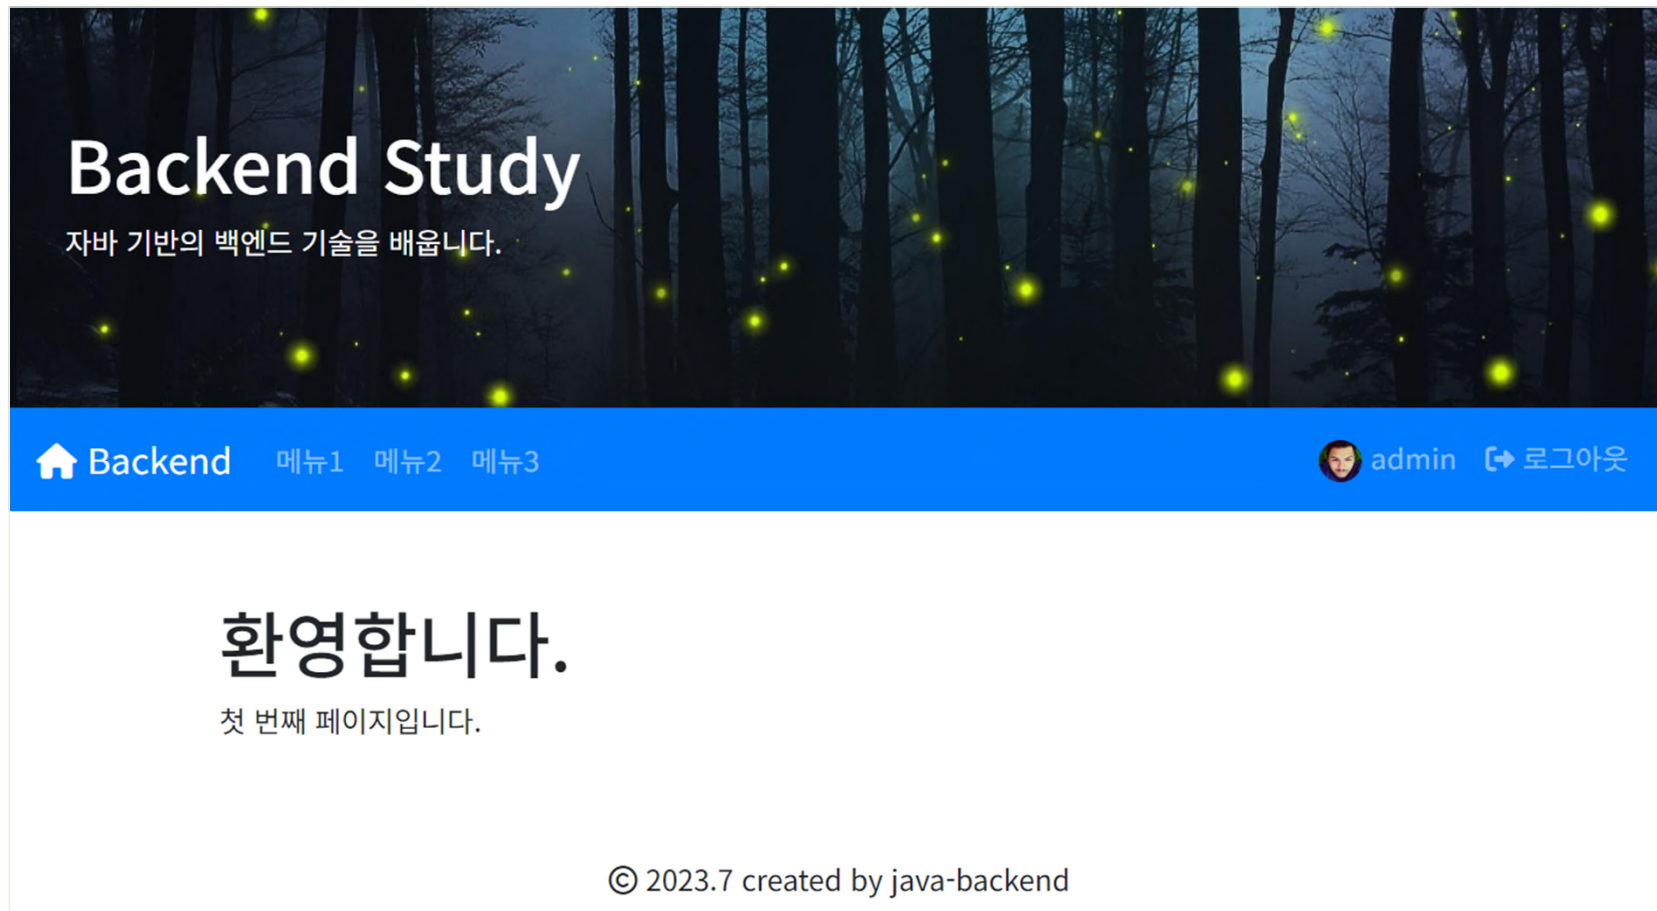 Backend Study
자바 기반의 백엔드 기술을 배웁니다.
Backend 메뉴1 메뉴2 메뉴3 admin 로그아웃
환영합니다.
첫 번째 페이지입니다.
© 2023.7 created by java-backend